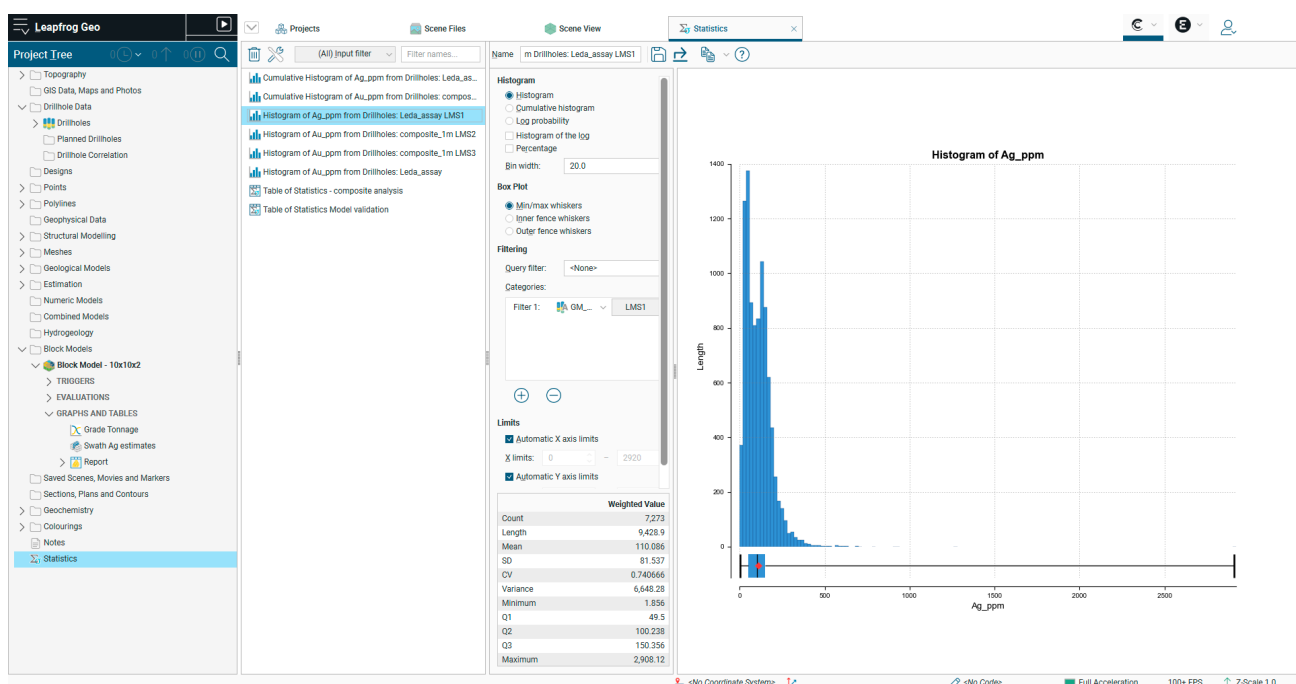 Leapfrog Geo
Projects
Scene Files
Scene View
Statistics
Project Tree
(All) Input filter
Filter names...
Name
m Drillholes: Leda_assay LMS1
Topography
GIS Data, Maps and Photos
Drillhole Data
Drillholes
Planned Drillholes
Drillhole Correlation
Designs
Points
Polylines
Geophysical Data
Structural Modelling
Meshes
Geological Models
Estimation
Numeric Models
Combined Models
Hydrogeology
Block Models
Block Model - 10x10x2
TRIGGERS
EVALUATIONS
GRAPHS AND TABLES
Grade Tonnage
Swath Ag estimates
Report
Saved Scenes, Movies and Markers
Sections, Plans and Contours
Geochemistry
Colourings
Notes
Statistics
Cumulative Histogram of Ag_ppm from Drillholes: Leda_as...
Cumulative Histogram of Au_ppm from Drillholes: compos...
Histogram of Ag_ppm from Drillholes: Leda_assay LMS1
Histogram of Au_ppm from Drillholes: composite_1m LMS2
Histogram of Au_ppm from Drillholes: composite_1m LMS3
Histogram of Au_ppm from Drillholes: Leda_assay
Table of Statistics - composite analysis
Table of Statistics Model validation
Histogram
Histogram
Cumulative histogram
Log probability
Histogram of the log
Percentage
Bin width: 20.0
Box Plot
Min/max whiskers
Inner fence whiskers
Outer fence whiskers
Filtering
Query filter: <None>
Categories:
Filter 1: GM_... LMS1
Limits
Automatic X axis limits
X limits: 0 - 2920
Automatic Y axis limits
Weighted Value
Count 7,273
Length 9,428.9
Mean 110.086
SD 81.537
CV 0.740666
Variance 6,648.28
Minimum 1.856
Q1 49.5
Q2 100.238
Q3 150.356
Maximum 2,908.12
Histogram of Ag_ppm
1400
1200
1000
800
600
400
200
0
Length
0 500 1000 1500 2000 2500
Ag_ppm
<No Coordinate System>
<No Code>
Full Acceleration
100+ FPS
Z-Scale 1.0